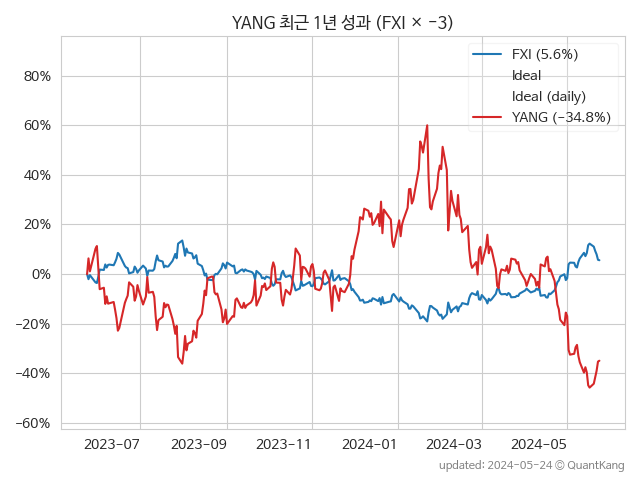 YANG 최근 1년 성과 (FXI × −3)
FXI (5.6%)
Ideal
Ideal (daily)
YANG (−34.8%)
80%
60%
40%
20%
0%
−20%
−40%
−60%
2023−07 2023−09 2023−11 2024−01 2024−03 2024−05
updated: 2024−05−24 © QuantKang